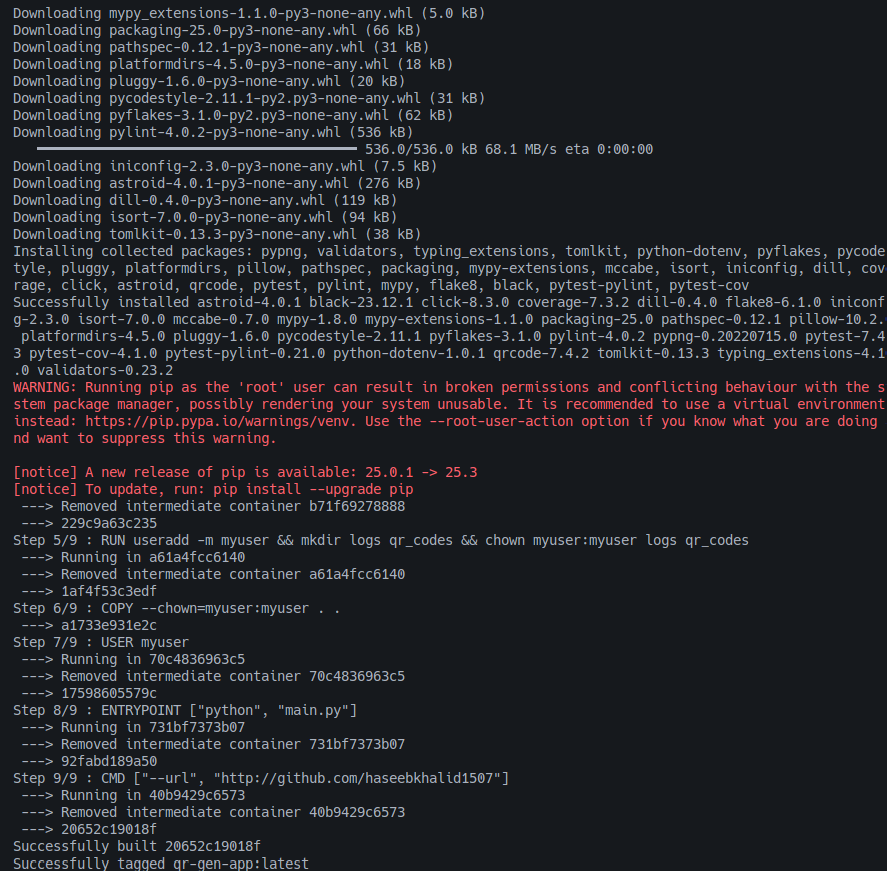 Downloading mypy_extensions-1.1.0-py3-none-any.whl (5.0 kB)
Downloading packaging-25.0-py3-none-any.whl (66 kB)
Downloading pathspec-0.12.1-py3-none-any.whl (31 kB)
Downloading platformdirs-4.5.0-py3-none-any.whl (18 kB)
Downloading pluggy-1.6.0-py3-none-any.whl (20 kB)
Downloading pycodestyle-2.11.1-py2.py3-none-any.whl (31 kB)
Downloading pyflakes-3.1.0-py2.py3-none-any.whl (62 kB)
Downloading pylint-4.0.2-py3-none-any.whl (536 kB)
536.0/536.0 kB 68.1 MB/s eta 0:00:00
Downloading iniconfig-2.3.0-py3-none-any.whl (7.5 kB)
Downloading astroid-4.0.1-py3-none-any.whl (276 kB)
Downloading dill-0.4.0-py3-none-any.whl (119 kB)
Downloading isort-7.0.0-py3-none-any.whl (94 kB)
Downloading tomlkit-0.13.3-py3-none-any.whl (38 kB)
Installing collected packages: pypng, validators, typing_extensions, tomlkit, python-dotenv, pyflakes, pycode
tyle, pluggy, platformdirs, pillow, pathspec, packaging, mypy-extensions, mccabe, isort, iniconfig, dill, cov
rage, click, astroid, qrcode, pytest, pylint, mypy, flake8, black, pytest-pylint, pytest-cov
Successfully installed astroid-4.0.1 black-23.12.1 click-8.3.0 coverage-7.3.2 dill-0.4.0 flake8-6.1.0 iniconf
g-2.3.0 isort-7.0.0 mccabe-0.7.0 mypy-1.8.0 mypy-extensions-1.1.0 packaging-25.0 pathspec-0.12.1 pillow-10.2.
platformdirs-4.5.0 pluggy-1.6.0 pycodestyle-2.11.1 pyflakes-3.1.0 pylint-4.0.2 pypng-0.20220715.0 pytest-7.4
3 pytest-cov-4.1.0 pytest-pylint-0.21.0 python-dotenv-1.0.1 qrcode-7.4.2 tomlkit-0.13.3 typing_extensions-4.1
.0 validators-0.23.2
WARNING: Running pip as the 'root' user can result in broken permissions and conflicting behaviour with the s
stem package manager, possibly rendering your system unusable. It is recommended to use a virtual environment
instead: https://pip.pypa.io/warnings/venv. Use the --root-user-action option if you know what you are doing
nd want to suppress this warning.
[notice] A new release of pip is available: 25.0.1 -> 25.3
[notice] To update, run: pip install --upgrade pip
---> Removed intermediate container b71f69278888
---> 229c9a63c235
Step 5/9 : RUN useradd -m myuser && mkdir logs qr_codes && chown myuser:myuser logs qr_codes
---> Running in a61a4fcc6140
---> Removed intermediate container a61a4fcc6140
---> 1af4f53c3edf
Step 6/9 : COPY --chown=myuser:myuser . .
---> a1733e931e2c
Step 7/9 : USER myuser
---> Running in 70c4836963c5
---> Removed intermediate container 70c4836963c5
---> 17598605579c
Step 8/9 : ENTRYPOINT ["python", "main.py"]
---> Running in 731bf7373b07
---> Removed intermediate container 731bf7373b07
---> 92fabd189a50
Step 9/9 : CMD ["--url", "http://github.com/haseebkhalid1507"]
---> Running in 40b9429c6573
---> Removed intermediate container 40b9429c6573
---> 20652c19018f
Successfully built 20652c19018f
Successfully tagged qr-gen-app:latest